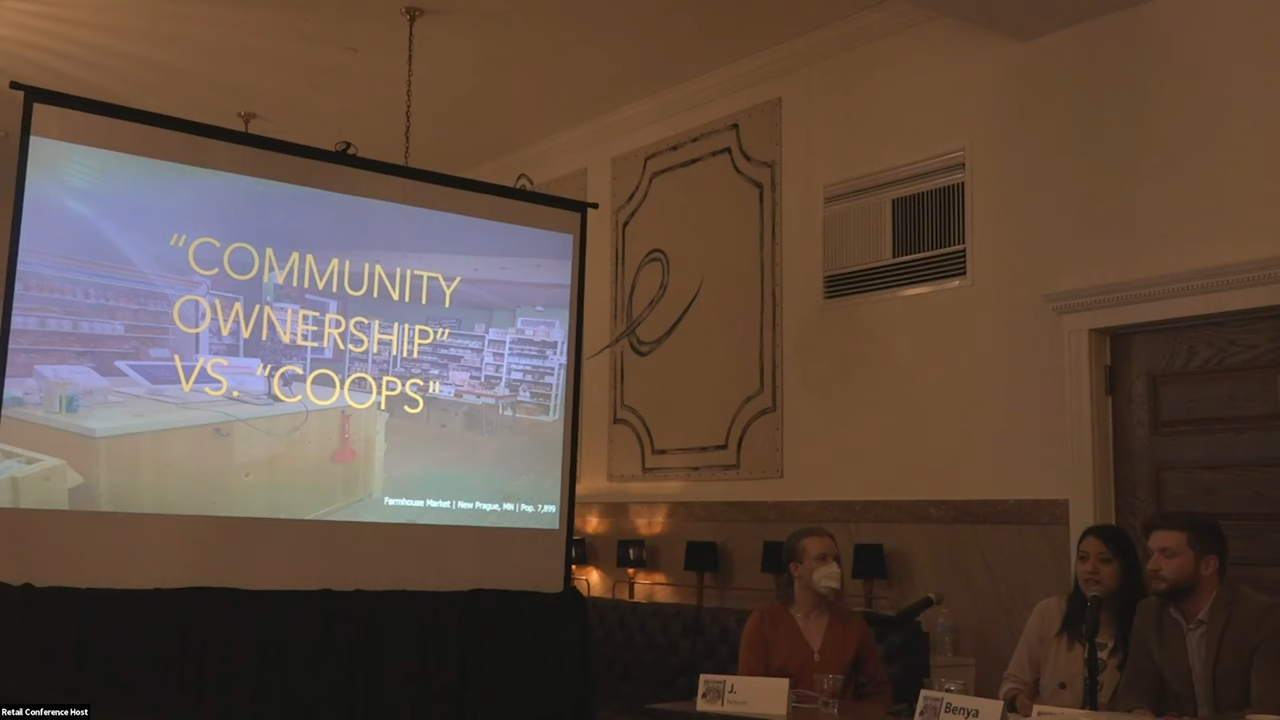 “COMMUNITY
OWNERSHIP”
VS. “COOPS”
Farmhouse Market | New Prague, MN | Pop. 7,899
J.
Benya
Retail Conference Host